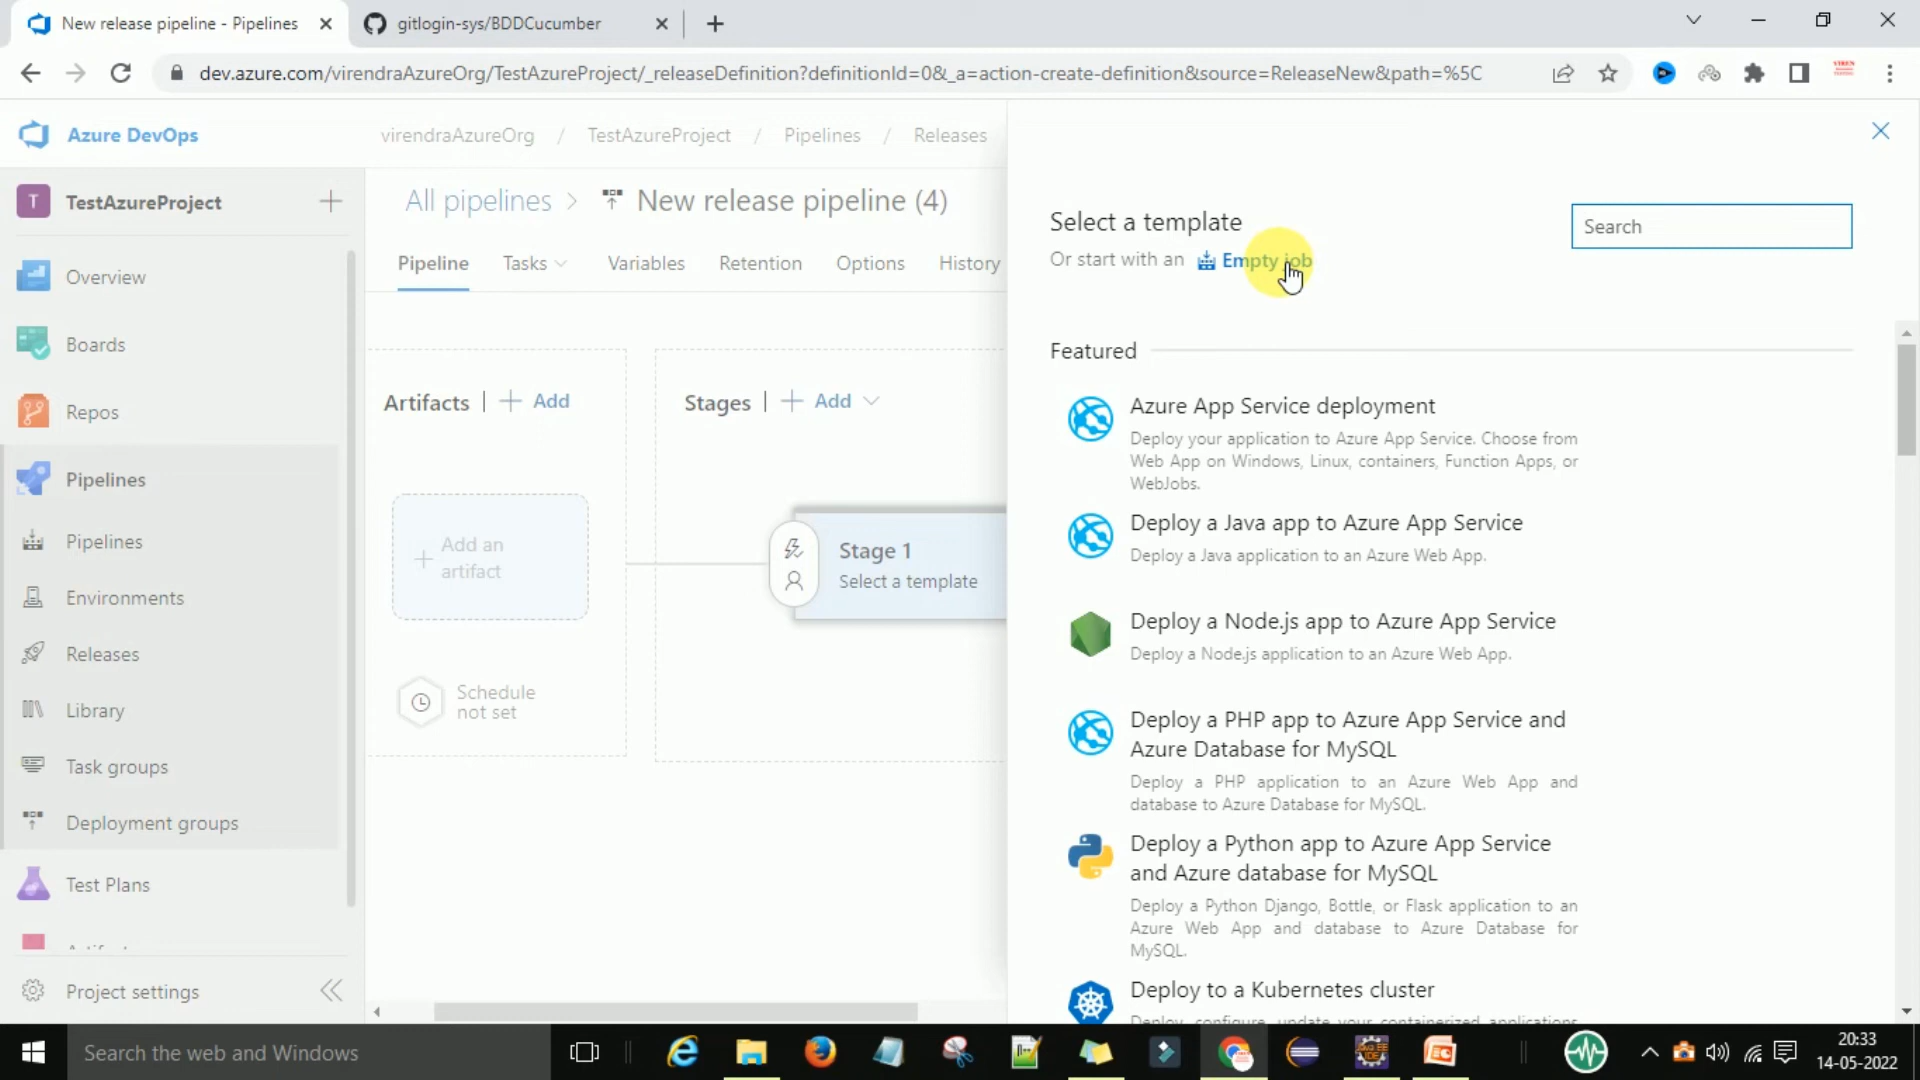 New release pipeline - Pipelines
gitlogin-sys/BDDCucumber
dev.azure.com/virendraAzureOrg/TestAzureProject/_releaseDefinition?definitionId=0&_a=action-create-definition&source=ReleaseNew&path=%5C
VIREN
Azure DevOps
virendraAzureOrg / TestAzureProject / Pipelines / Releases
T TestAzureProject
Overview
Boards
Repos
Pipelines
Pipelines
Environments
Releases
Library
Task groups
Deployment groups
Test Plans
Project settings
All pipelines > New release pipeline (4)
Pipeline Tasks Variables Retention Options History
Artifacts | + Add
Stages | + Add
Add an
artifact
Schedule
not set
Stage 1
Select a template
Select a template
Or start with an Empty job
Search
Featured
Azure App Service deployment
Deploy your application to Azure App Service. Choose from
Web App on Windows, Linux, containers, Function Apps, or
WebJobs.
Deploy a Java app to Azure App Service
Deploy a Java application to an Azure Web App.
Deploy a Node.js app to Azure App Service
Deploy a Node.js application to an Azure Web App.
Deploy a PHP app to Azure App Service and
Azure Database for MySQL
Deploy a PHP application to an Azure Web App and
database to Azure Database for MySQL.
Deploy a Python app to Azure App Service
and Azure database for MySQL
Deploy a Python Django, Bottle, or Flask application to an
Azure Web App and database to Azure Database for
MySQL.
Deploy to a Kubernetes cluster
Deploy, configure, update your containerized applications
Search the web and Windows
20:33
14-05-2022